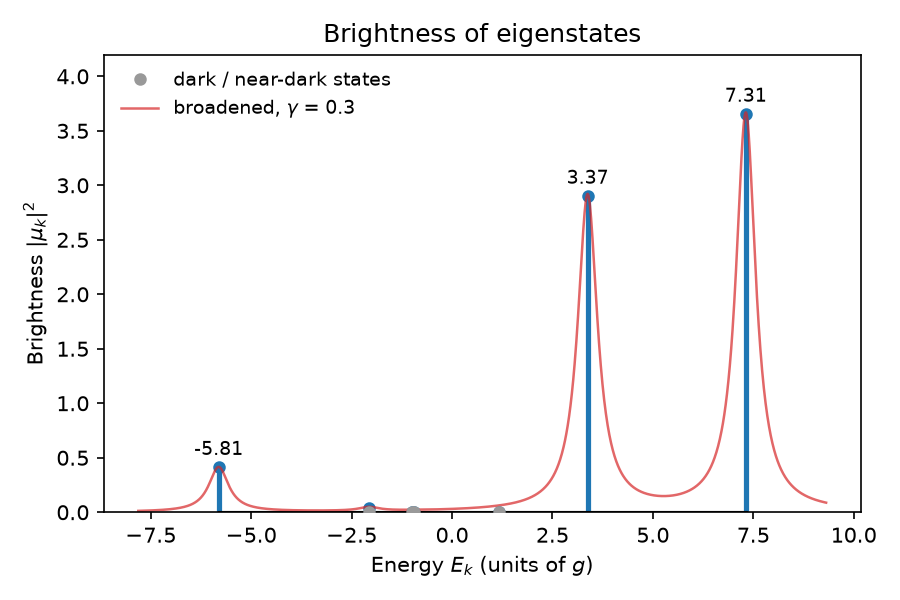 Brightness of eigenstates
dark / near-dark states
broadened, γ = 0.3
7.31
3.37
-5.81
Brightness |μₖ|²
4.0
3.5
3.0
2.5
2.0
1.5
1.0
0.5
0.0
−7.5 −5.0 −2.5 0.0 2.5 5.0 7.5 10.0
Energy Eₖ (units of g)